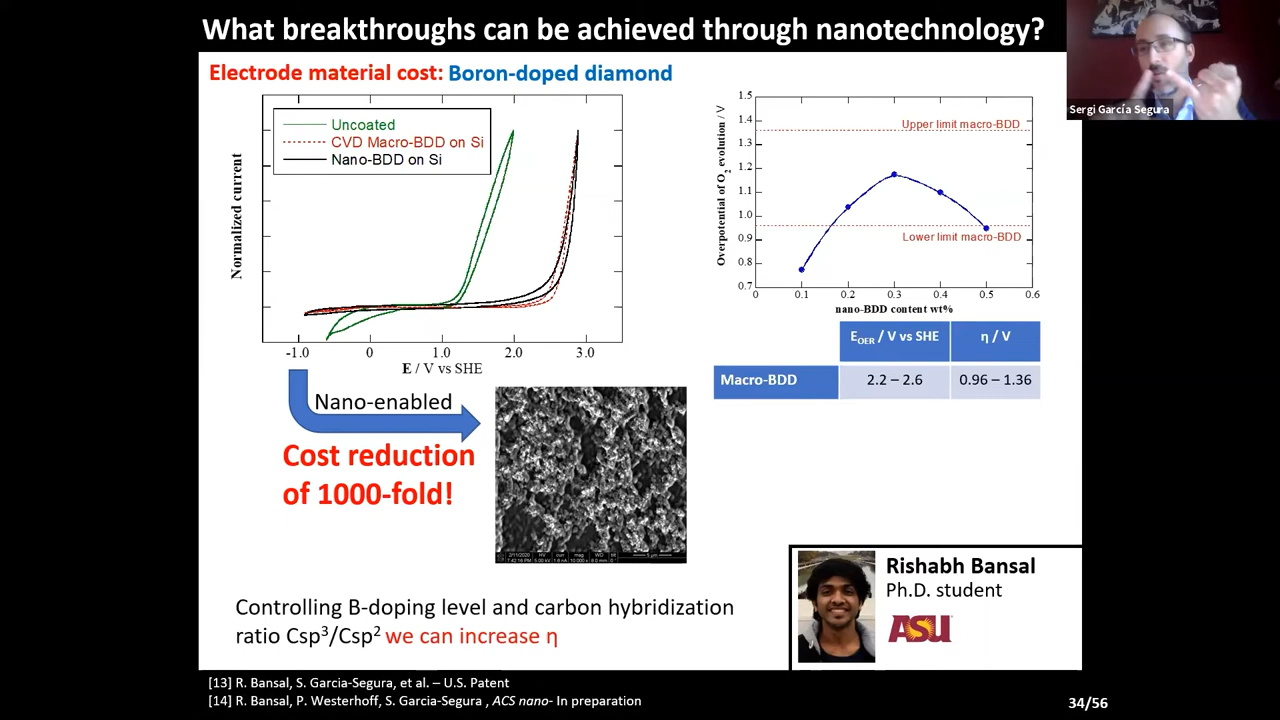 What breakthroughs can be achieved through nanotechnology?
Electrode material cost: Boron-doped diamond
Sergi García Segura
Uncoated
CVD Macro-BDD on Si
Nano-BDD on Si
Normalized current
-1.0 0 1.0 2.0 3.0
E / V vs SHE
1.5
1.4
1.3
1.2
1.1
1.0
0.9
0.8
0.7
Overpotential of O2 evolution / V
Upper limit macro-BDD
Lower limit macro-BDD
0 0.1 0.2 0.3 0.4 0.5 0.6
nano-BDD content wt%
EOER / V vs SHE η / V
Macro-BDD 2.2 – 2.6 0.96 – 1.36
Nano-enabled
Cost reduction
of 1000-fold!
Rishabh Bansal
Ph.D. student
ASU
Controlling B-doping level and carbon hybridization
ratio Csp3/Csp2 we can increase η
[13] R. Bansal, S. Garcia-Segura, et al. – U.S. Patent
[14] R. Bansal, P. Westerhoff, S. Garcia-Segura , ACS nano- In preparation
34/56